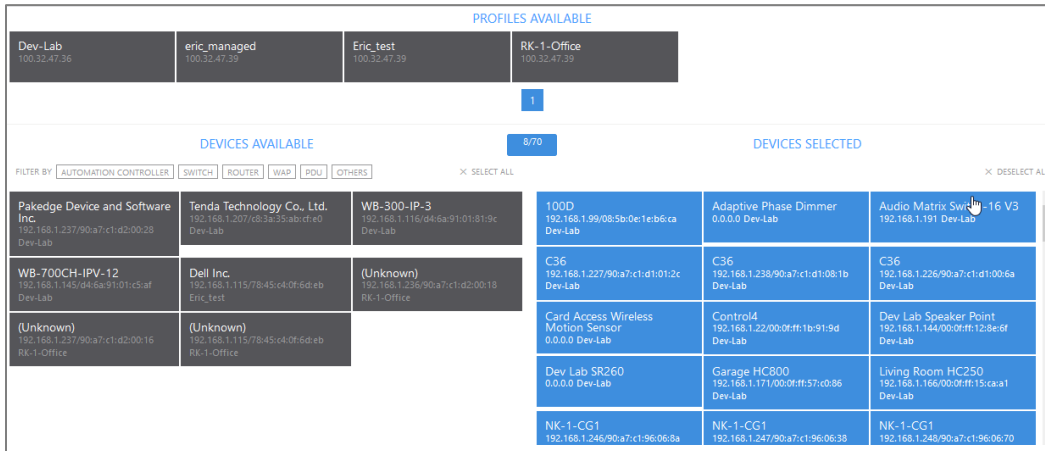 PROFILES AVAILABLE
Dev-Lab
100.32.47.36
eric_managed
100.32.47.39
Eric_test
100.32.47.39
RK-1-Office
100.32.47.39
1
DEVICES AVAILABLE
8/70
DEVICES SELECTED
FILTER BY AUTOMATION CONTROLLER SWITCH ROUTER WAP PDU OTHERS
× SELECT ALL
× DESELECT AL
Pakedge Device and Software
Inc.
192.168.1.237/90:a7:c1:d2:00:28
Dev-Lab
Tenda Technology Co., Ltd.
192.168.1.207/c8:3a:35:ab:cf:e0
Dev-Lab
WB-300-IP-3
192.168.1.116/d4:6a:91:01:81:9c
Dev-Lab
WB-700CH-IPV-12
192.168.1.145/d4:6a:91:01:c5:af
Dev-Lab
Dell Inc.
192.168.1.115/78:45:c4:0f:6d:eb
Eric_test
(Unknown)
192.168.1.236/90:a7:c1:d2:00:18
RK-1-Office
(Unknown)
192.168.1.237/90:a7:c1:d2:00:16
RK-1-Office
(Unknown)
192.168.1.115/78:45:c4:0f:6d:eb
RK-1-Office
100D
192.168.1.99/08:5b:0e:1e:b6:ca
Dev-Lab
Adaptive Phase Dimmer
0.0.0.0 Dev-Lab
Audio Matrix -16 V3
192.168.1.191 Dev-Lab
C36
192.168.1.227/90:a7:c1:d1:01:2c
Dev-Lab
C36
192.168.1.238/90:a7:c1:d1:08:1b
Dev-Lab
C36
192.168.1.226/90:a7:c1:d1:00:6a
Dev-Lab
Card Access Wireless
Motion Sensor
0.0.0.0 Dev-Lab
Control4
192.168.1.22/00:0f:ff:1b:91:9d
Dev-Lab
Dev Lab Speaker Point
192.168.1.144/00:0f:ff:12:8e:6f
Dev-Lab
Dev Lab SR260
0.0.0.0 Dev-Lab
Garage HC800
192.168.1.171/00:0f:ff:57:c0:86
Dev-Lab
Living Room HC250
192.168.1.166/00:0f:ff:15:ca:a1
Dev-Lab
NK-1-CG1
192.168.1.246/90:a7:c1:96:06:8a
NK-1-CG1
192.168.1.247/90:a7:c1:96:06:38
NK-1-CG1
192.168.1.248/90:a7:c1:96:06:70